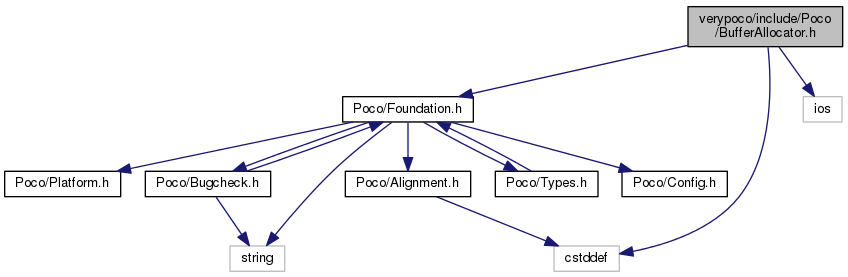 verypoco/include/Poco
/BufferAllocator.h
Poco/Foundation.h
ios
Poco/Platform.h
Poco/Bugcheck.h
Poco/Alignment.h
Poco/Types.h
Poco/Config.h
string
cstddef